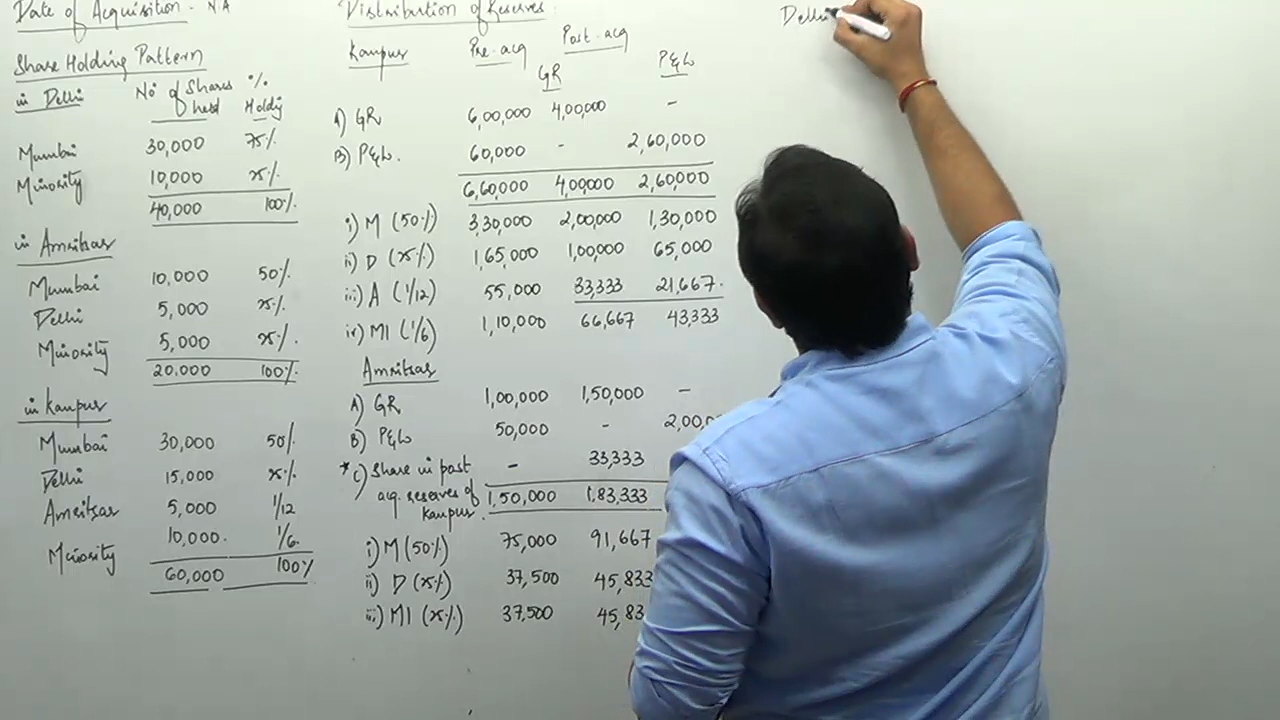 Date of Acquisition - N.A
Share Holding Pattern
in Delhi No of Shares held % Holdg
Mumbai 30,000 75%
Minority 10,000 25%
40,000 100%
in Amritsar
Mumbai 10,000 50%
Delhi 5,000 25%
Minority 5,000 25%
20,000 100%
in Kanpur
Mumbai 30,000 50%
Delhi 15,000 25%
Amritsar 5,000 1/12
Minority 10,000 1/6
60,000 100%
Distribution of Reserves
Kanpur Pre-acq Post-acq
GR P&L
A) GR 6,00,000 4,00,000 -
B) P&L. 60,000 - 2,60,000
6,60,000 4,00,000 2,60,000
i) M (50%) 3,30,000 2,00,000 1,30,000
ii) D (25%) 1,65,000 1,00,000 65,000
iii) A (1/12) 55,000 33,333 21,667.
iv) MI (1/6) 1,10,000 66,667 43,333
Amritsar
A) GR 1,00,000 1,50,000 -
B) P&L 50,000 - 2,00,0
* C) Share in post - 33,333
acq. reserves of 1,50,000 1,83,333
Kanpur.
i) M (50%) 75,000 91,667
ii) D (25%) 37,500 45,833
iii) MI (25%) 37,500 45,83
Delhi